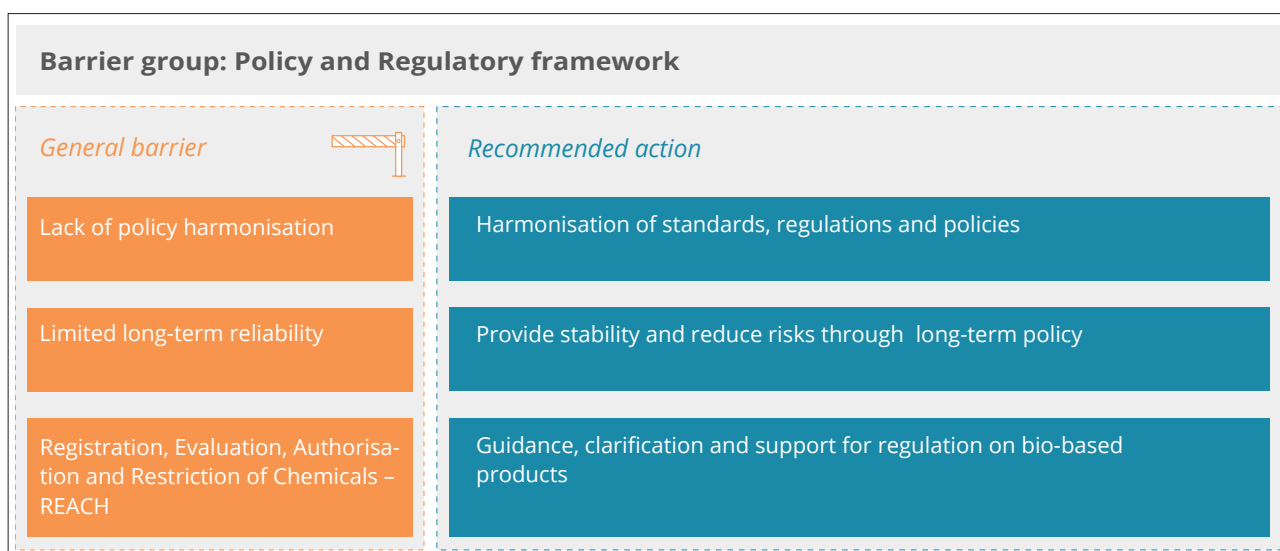 Barrier group: Policy and Regulatory framework
General barrier
Recommended action
Lack of policy harmonisation
Harmonisation of standards, regulations and policies
Limited long-term reliability
Provide stability and reduce risks through  long-term policy
Registration, Evaluation, Authorisa-
tion and Restriction of Chemicals –
REACH
Guidance, clarification and support for regulation on bio-based
products